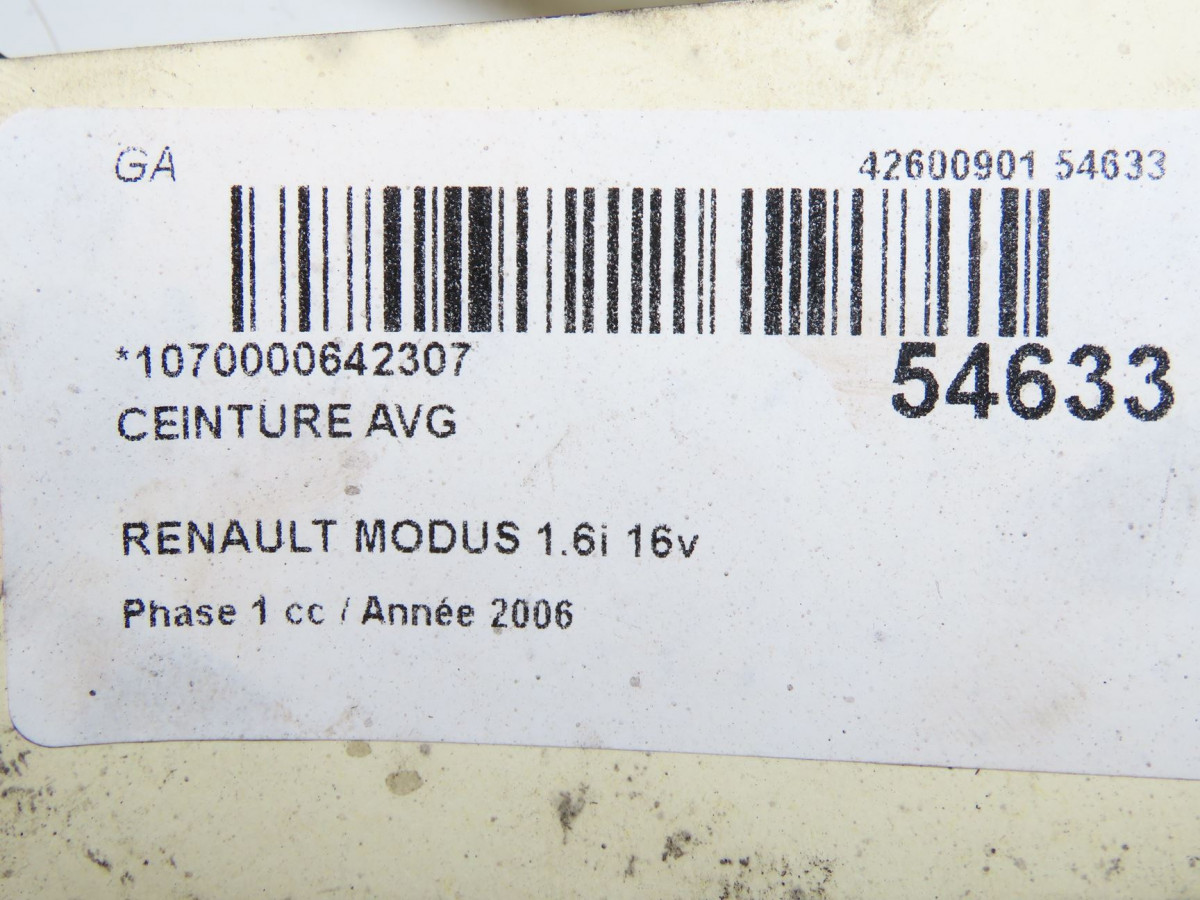 GA 42600901 54633
*1070000642307 54633
CEINTURE AVG
RENAULT MODUS 1.6i 16v
Phase 1 cc / Année 2006